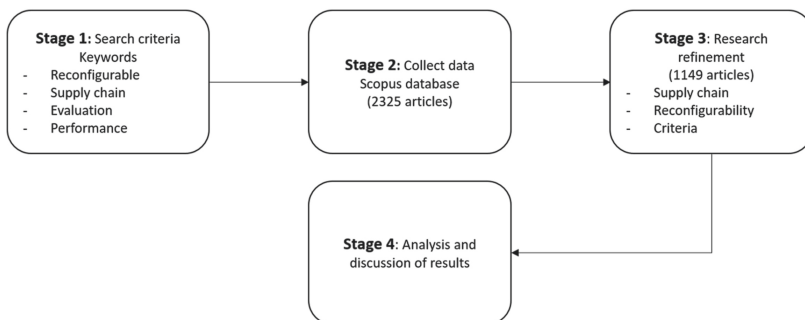 Stage 1: Search criteria
Keywords
- Reconfigurable
- Supply chain
- Evaluation
- Performance
Stage 2: Collect data
Scopus database
(2325 articles)
Stage 3: Research
refinement
(1149 articles)
- Supply chain
- Reconfigurability
- Criteria
Stage 4: Analysis and
discussion of results